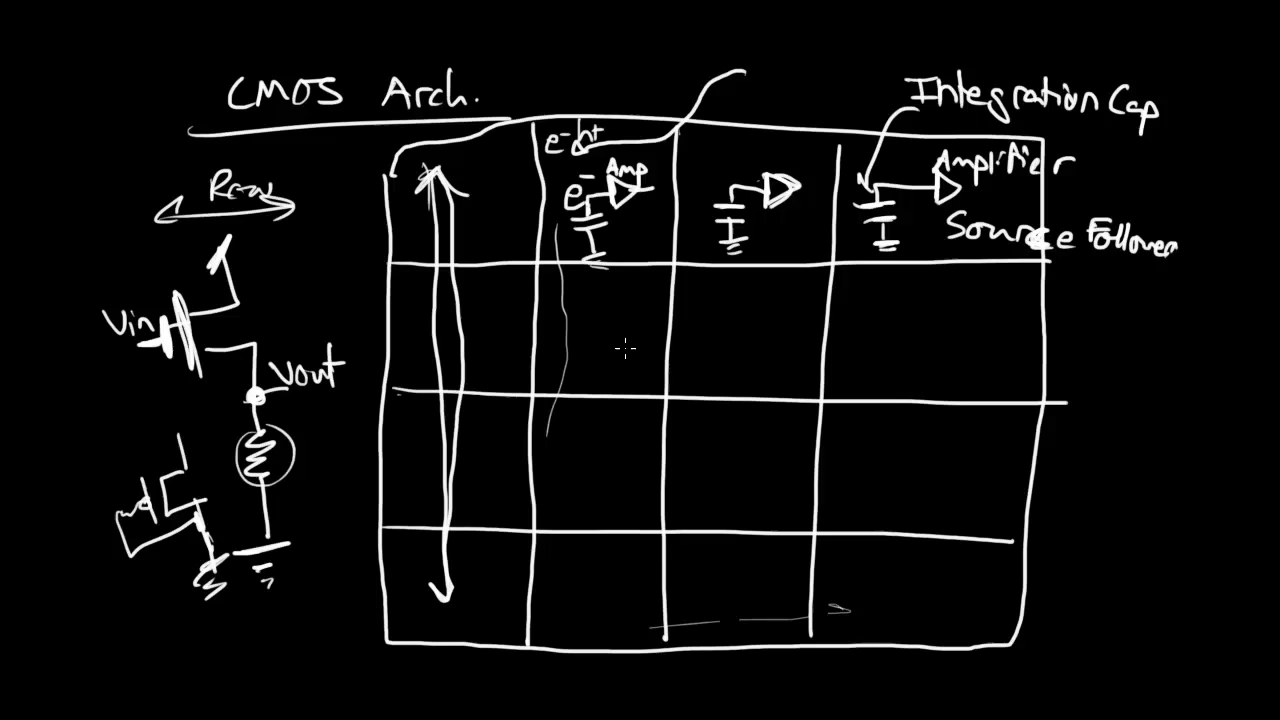 CMOS Arch.
Integration Cap
e⁻ h⁺
Amp
e⁻
Amplifier
Source Follower
Row
Vin
Vout